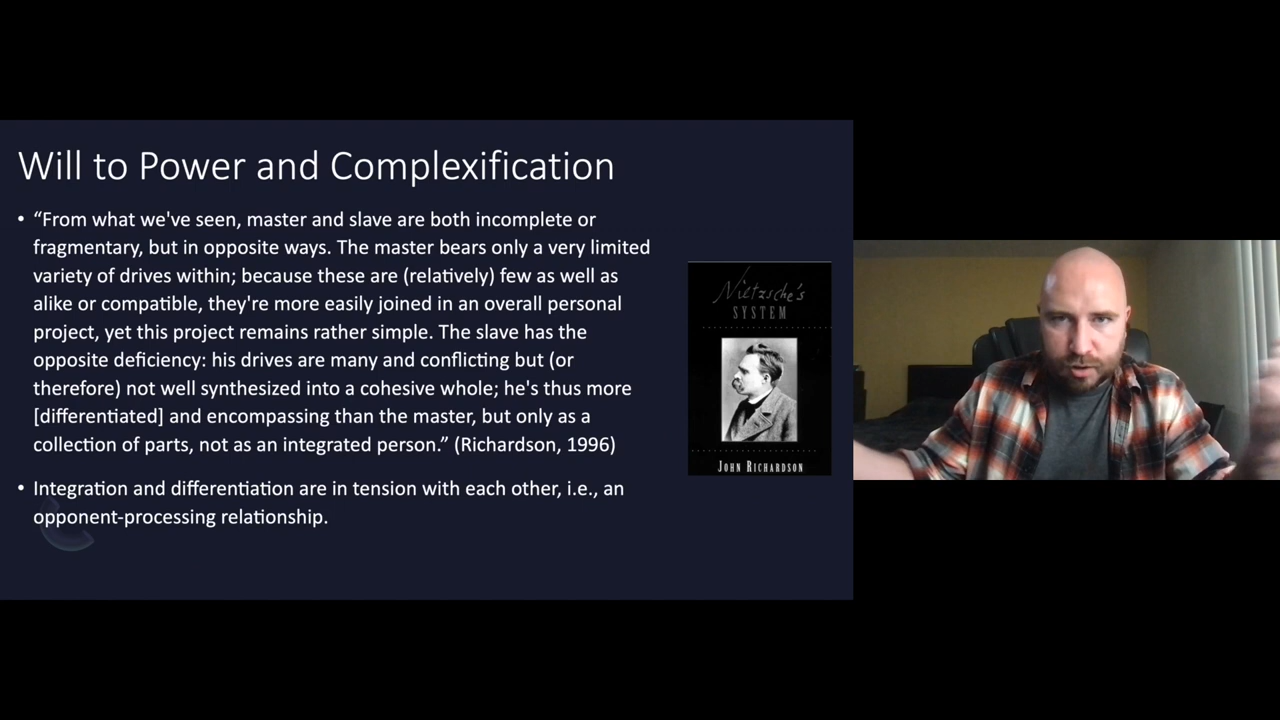 Will to Power and Complexification
• “From what we've seen, master and slave are both incomplete or
fragmentary, but in opposite ways. The master bears only a very limited
variety of drives within; because these are (relatively) few as well as
alike or compatible, they're more easily joined in an overall personal
project, yet this project remains rather simple. The slave has the
opposite deficiency: his drives are many and conflicting but (or
therefore) not well synthesized into a cohesive whole; he's thus more
[differentiated] and encompassing than the master, but only as a
collection of parts, not as an integrated person.” (Richardson, 1996)
• Integration and differentiation are in tension with each other, i.e., an
opponent-processing relationship.
Nietzsche's
SYSTEM
JOHN RICHARDSON